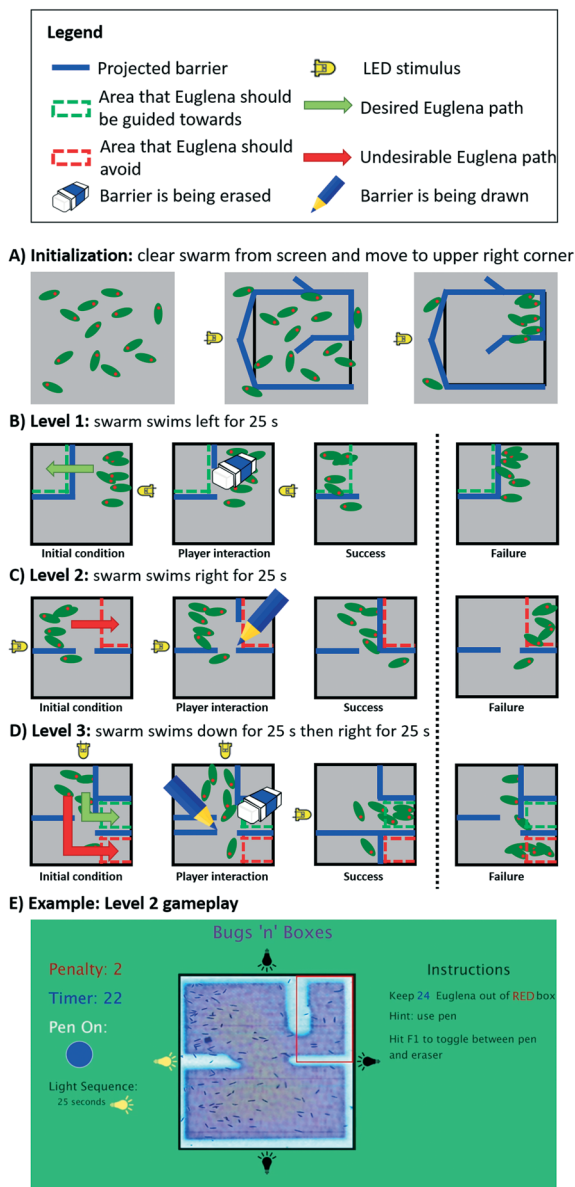 Legend
Projected barrier
LED stimulus
Area that Euglena should
be guided towards
Desired Euglena path
Area that Euglena should
avoid
Undesirable Euglena path
Barrier is being erased
Barrier is being drawn
A) Initialization: clear swarm from screen and move to upper right corner
B) Level 1: swarm swims left for 25 s
Initial condition
Player interaction
Success
Failure
C) Level 2: swarm swims right for 25 s
Initial condition
Player interaction
Success
Failure
D) Level 3: swarm swims down for 25 s then right for 25 s
Initial condition
Player interaction
Success
Failure
E) Example: Level 2 gameplay
Bugs 'n' Boxes
Penalty: 2
Timer: 22
Pen On:
Light Sequence:
25 seconds
Instructions
Keep 24 Euglena out of RED box
Hint: use pen
Hit F1 to toggle between pen
and eraser